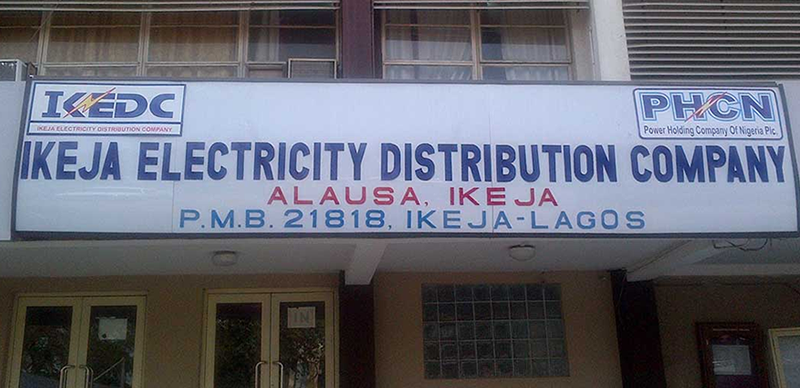 IKEDC
IKEJA ELECTRICITY DISTRIBUTION COMPANY
PHCN
Power Holding Company Of Nigeria Plc.
IKEJA ELECTRICITY DISTRIBUTION COMPANY
ALAUSA, IKEJA
P.M.B. 21818, IKEJA-LAGOS
IN